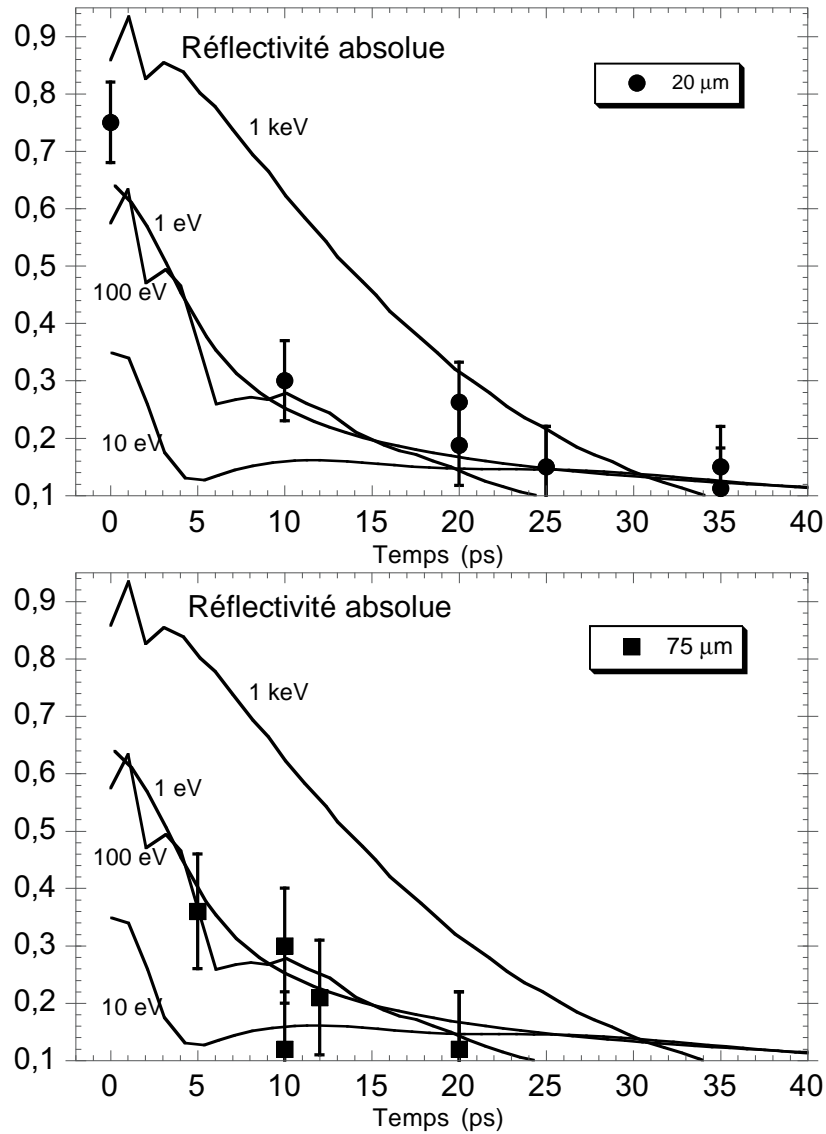 0,9
Réflectivité absolue
20 μm
0,8
0,7
1 keV
0,6
1 eV
0,5
100 eV
0,4
0,3
0,2
10 eV
0,1
0 5 10 15 20 25 30 35 40
Temps (ps)
0,9
Réflectivité absolue
75 μm
0,8
0,7
1 keV
0,6
1 eV
0,5
100 eV
0,4
0,3
0,2
10 eV
0,1
0 5 10 15 20 25 30 35 40
Temps (ps)